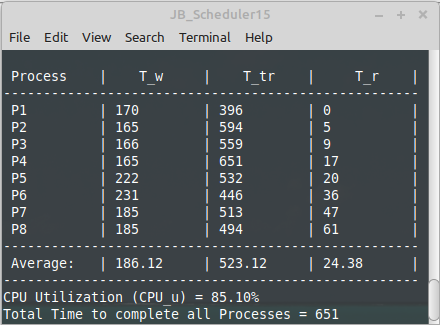 JB_Scheduler15
File Edit View Search Terminal Help
Process | T_w | T_tr | T_r |
--------------------------------------------------
P1 | 170 | 396 | 0 |
P2 | 165 | 594 | 5 |
P3 | 166 | 559 | 9 |
P4 | 165 | 651 | 17 |
P5 | 222 | 532 | 20 |
P6 | 231 | 446 | 36 |
P7 | 185 | 513 | 47 |
P8 | 185 | 494 | 61 |
--------------------------------------------------
Average: | 186.12 | 523.12 | 24.38 |
--------------------------------------------------
CPU Utilization (CPU_u) = 85.10%
Total Time to complete all Processes = 651